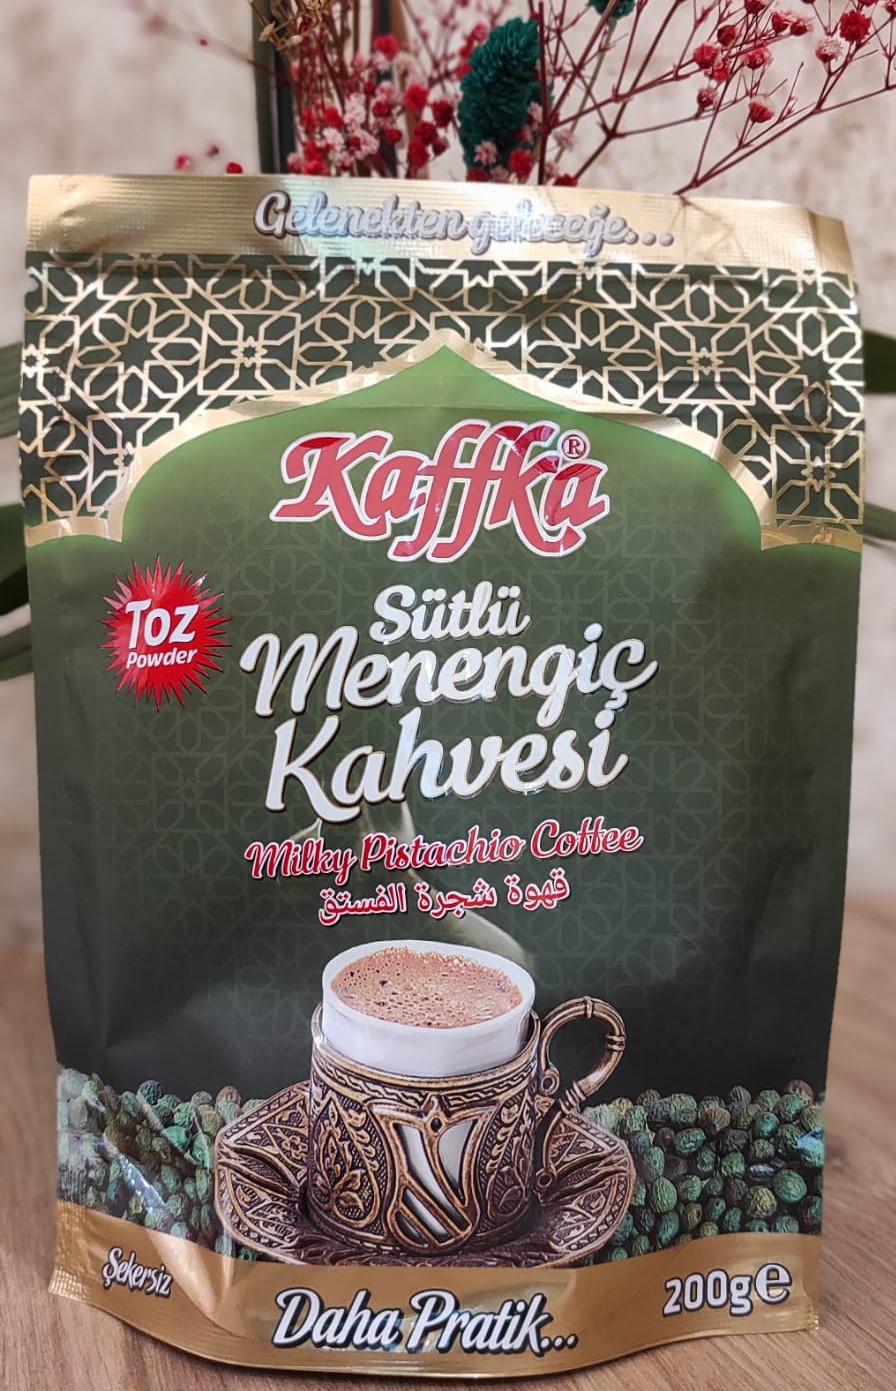 Gelenekten geleceğe...
Kaffka®
Toz
Powder
Sütlü
Menengiç
Kahvesi
Milky Pistachio Coffee
قهوة شجرة الفستق
Şekersiz
Daha Pratik...
200g℮